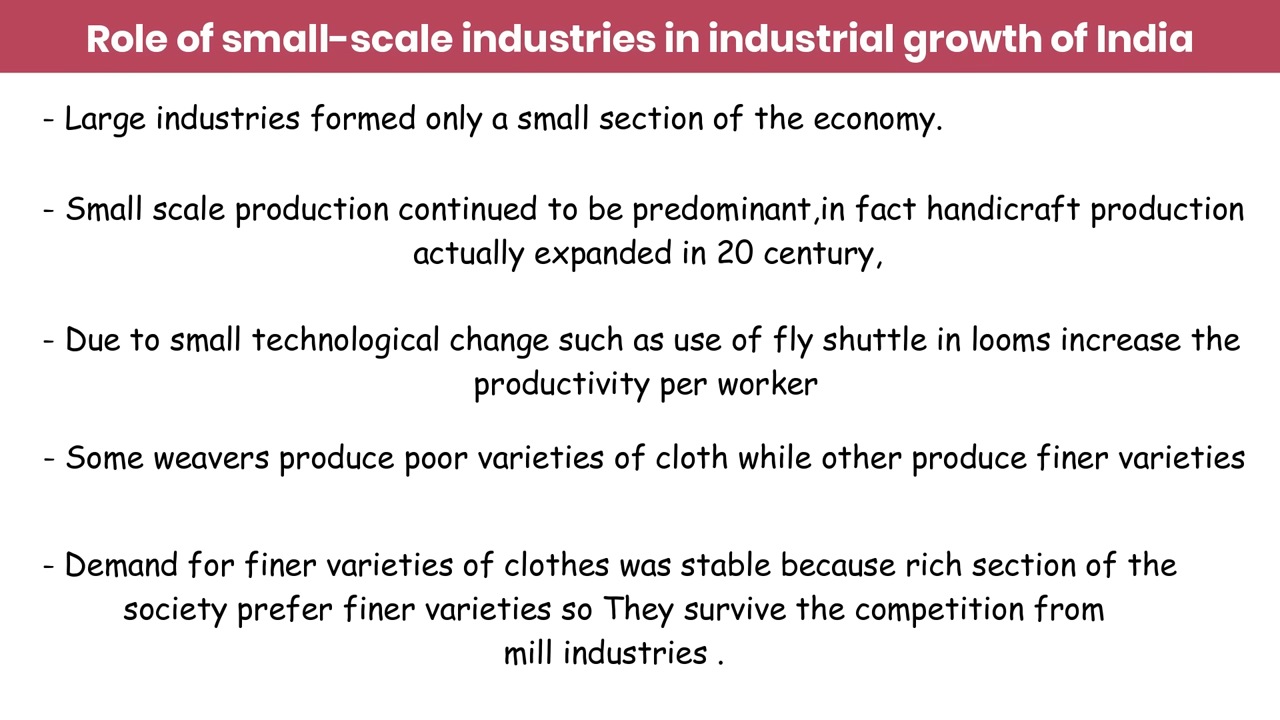 Role of small-scale industries in industrial growth of India
- Large industries formed only a small section of the economy.
- Small scale production continued to be predominant,in fact handicraft production
actually expanded in 20 century,
- Due to small technological change such as use of fly shuttle in looms increase the
productivity per worker
- Some weavers produce poor varieties of cloth while other produce finer varieties
- Demand for finer varieties of clothes was stable because rich section of the
society prefer finer varieties so They survive the competition from
mill industries .